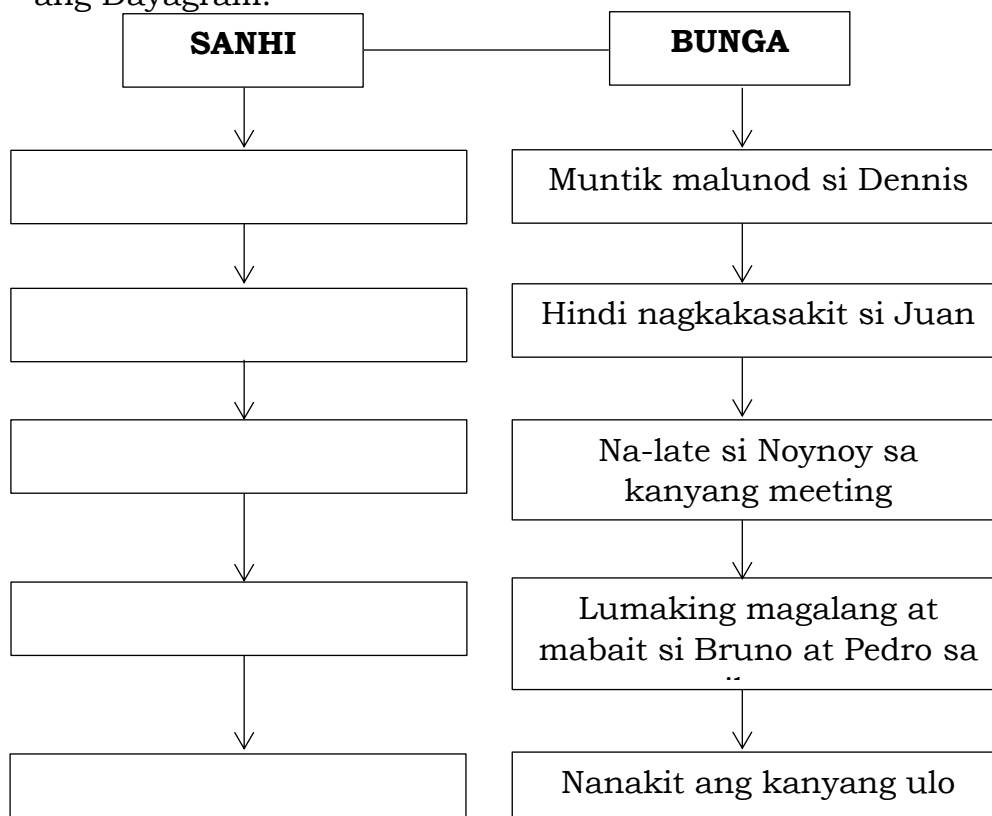 ang Dayagram.
SANHI
BUNGA
Muntik malunod si Dennis
Hindi nagkakasakit si Juan
Na-late si Noynoy sa
kanyang meeting
Lumaking magalang at
mabait si Bruno at Pedro sa
Nanakit ang kanyang ulo